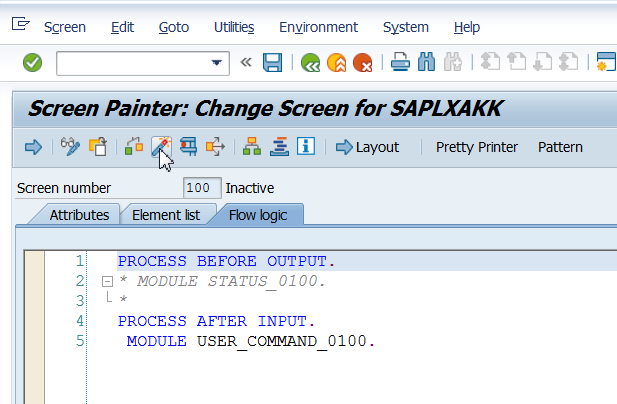 Screen Edit Goto Utilities Environment System Help
Screen Painter: Change Screen for SAPLXAKK
Layout Pretty Printer Pattern
Screen number 100 Inactive
Attributes Element list Flow logic
1 PROCESS BEFORE OUTPUT.
2 * MODULE STATUS_0100.
3 *
4 PROCESS AFTER INPUT.
5 MODULE USER_COMMAND_0100.